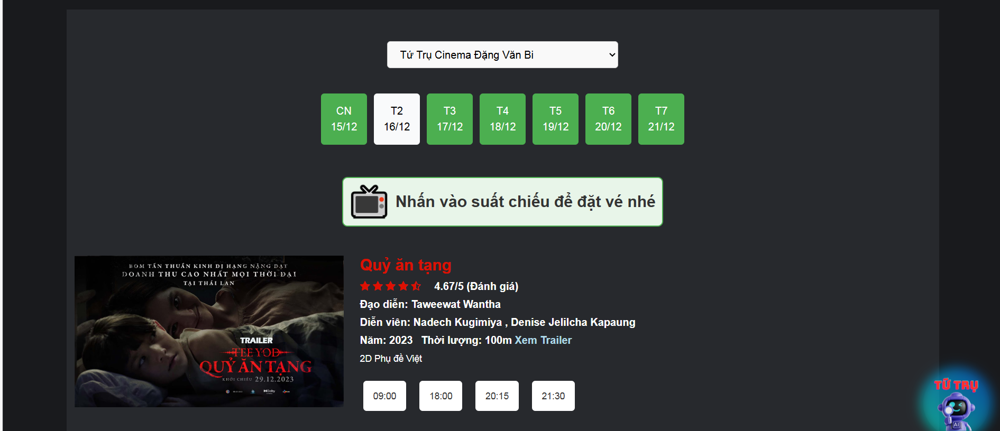 Tứ Trụ Cinema Đặng Văn Bi
CN
15/12
T2
16/12
T3
17/12
T4
18/12
T5
19/12
T6
20/12
T7
21/12
Nhấn vào suất chiếu để đặt vé nhé
BOM TẤN THUẦN KINH DỊ HẠNG NẶNG ĐẠT
DOANH THU CAO NHẤT MỌI THỜI ĐẠI
TẠI THÁI LAN
TRAILER
TEE YOD
QUỶ ĂN TẠNG
KHỞI CHIẾU 29.12.2023
Dolby
Quỷ ăn tạng
4.67/5 (Đánh giá)
Đạo diễn: Taweewat Wantha
Diễn viên: Nadech Kugimiya , Denise Jelilcha Kapaung
Năm: 2023 Thời lượng: 100m Xem Trailer
2D Phụ đề Việt
09:00
18:00
20:15
21:30
TỨ TRỤ
AI